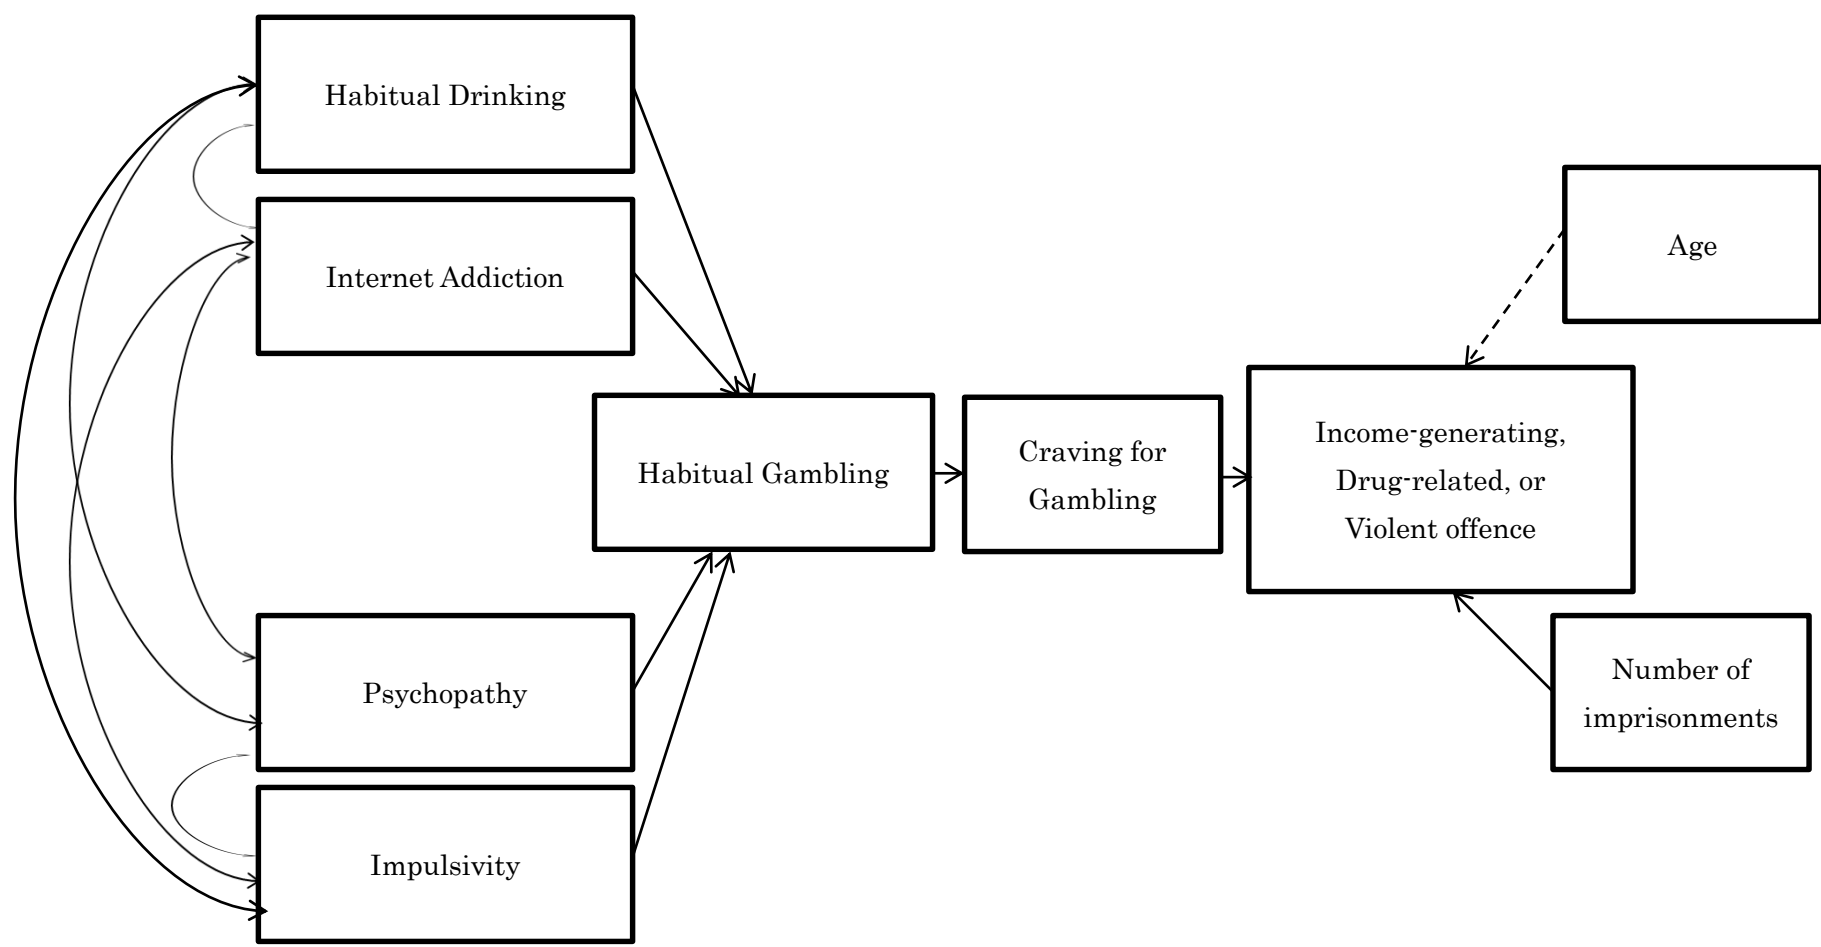 Habitual Drinking
Internet Addiction
Age
Habitual Gambling
Craving for
Gambling
Income-generating,
Drug-related, or
Violent offence
Psychopathy
Number of
imprisonments
Impulsivity